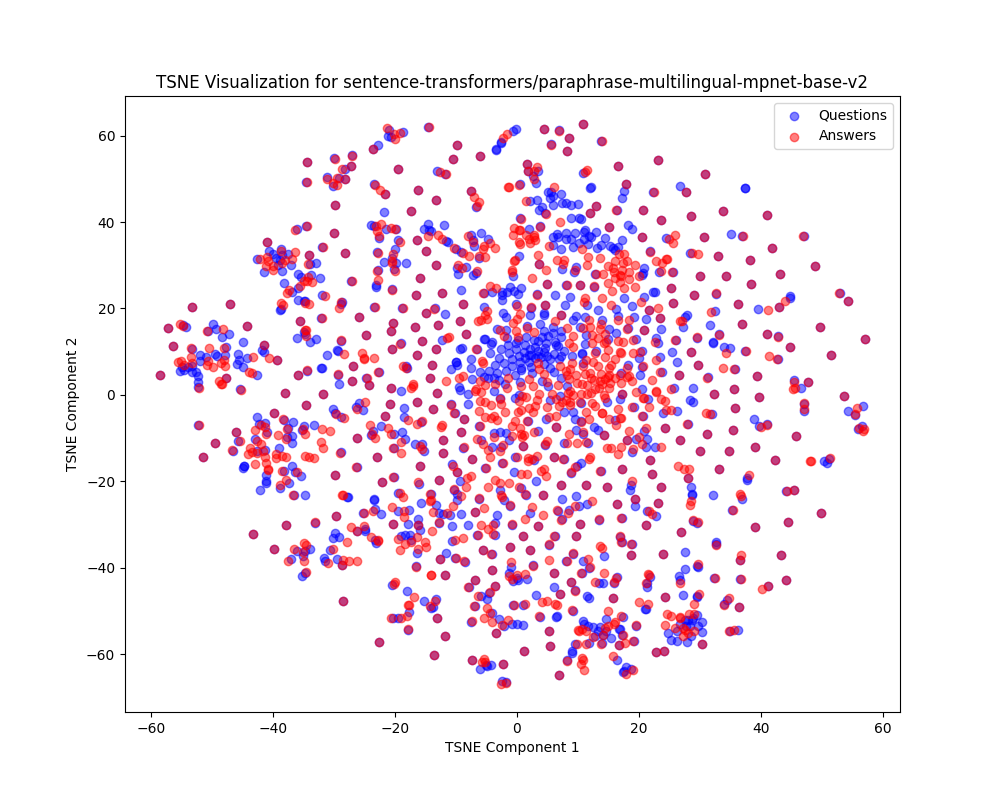 TSNE Visualization for sentence-transformers/paraphrase-multilingual-mpnet-base-v2
Questions
Answers
60
40
20
0
−20
−40
−60
TSNE Component 2
−60
−40
−20
0
20
40
60
TSNE Component 1